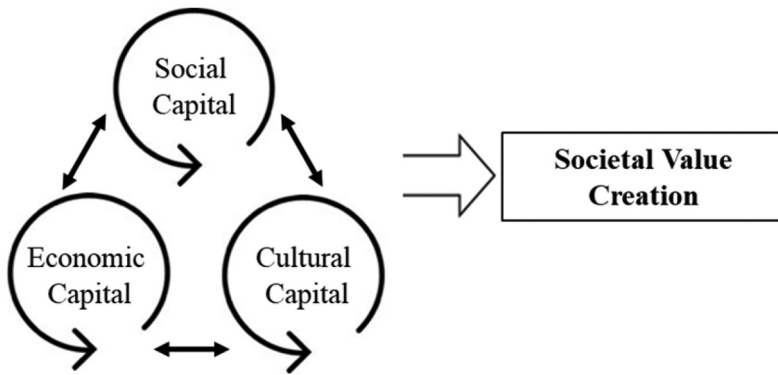 Social
Capital
Economic
Capital
Cultural
Capital
Societal Value
Creation